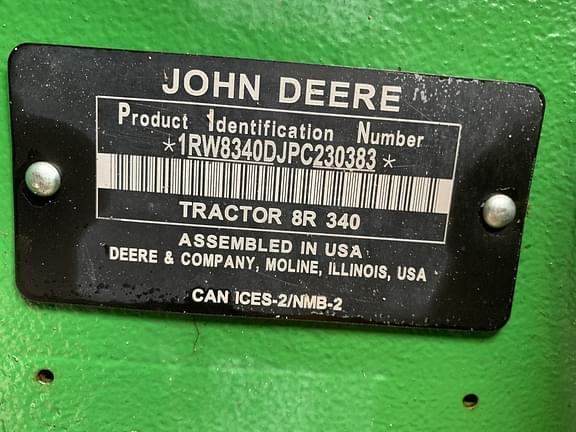 JOHN DEERE
Product Identification Number
*1RW8340DJPC230383*
TRACTOR 8R 340
ASSEMBLED IN USA
DEERE & COMPANY, MOLINE, ILLINOIS, USA
CAN ICES-2/NMB-2